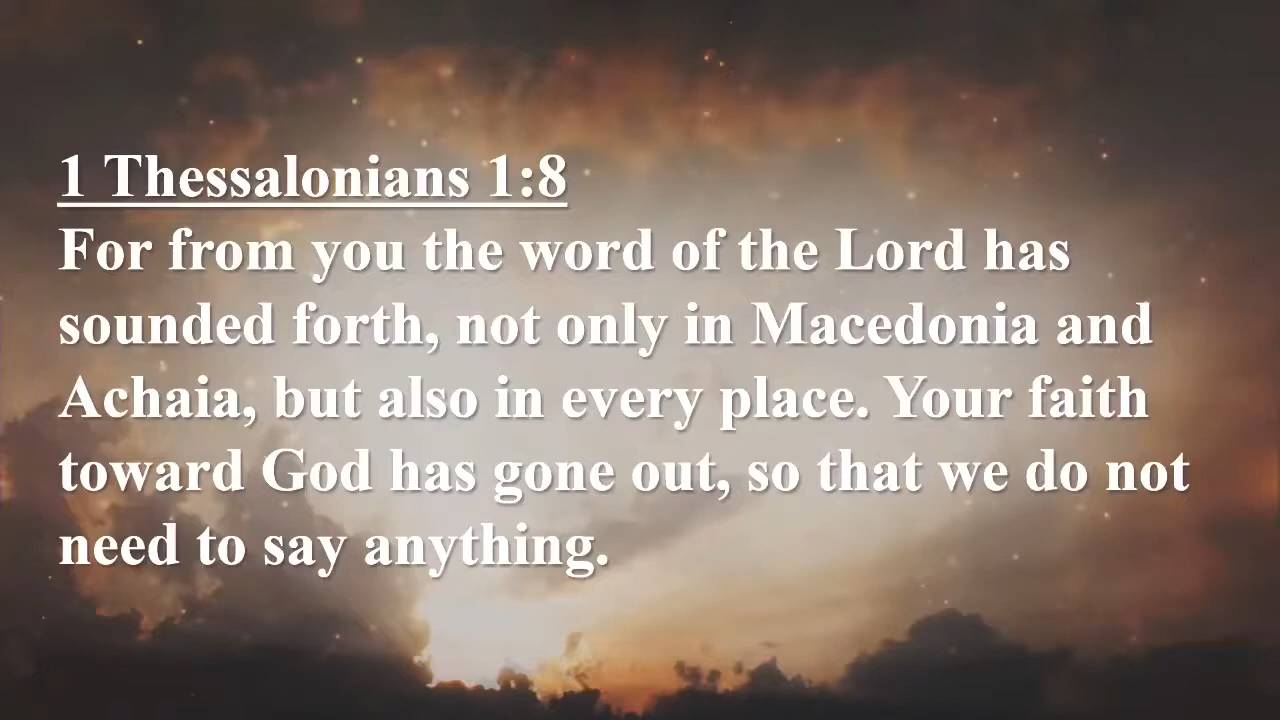 1 Thessalonians 1:8
For from you the word of the Lord has
sounded forth, not only in Macedonia and
Achaia, but also in every place. Your faith
toward God has gone out, so that we do not
need to say anything.